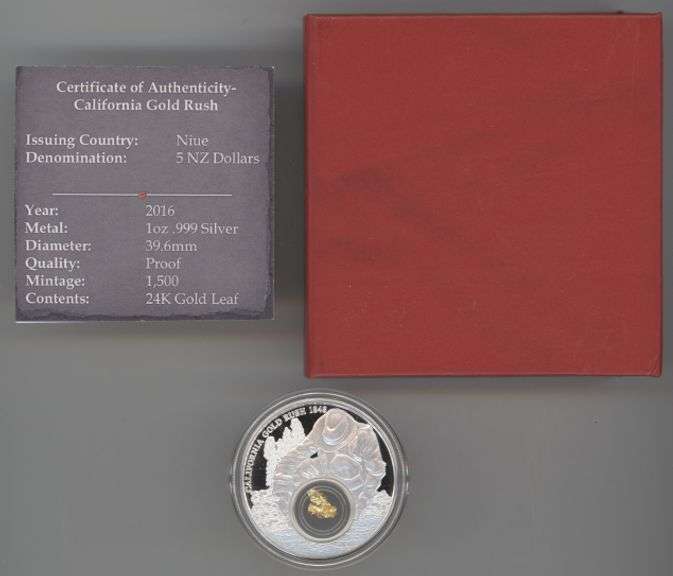 Certificate of Authenticity-
California Gold Rush
Issuing Country: Niue
Denomination: 5 NZ Dollars
Year: 2016
Metal: 1oz .999 Silver
Diameter: 39.6mm
Quality: Proof
Mintage: 1,500
Contents: 24K Gold Leaf
CALIFORNIA GOLD RUSH 1848